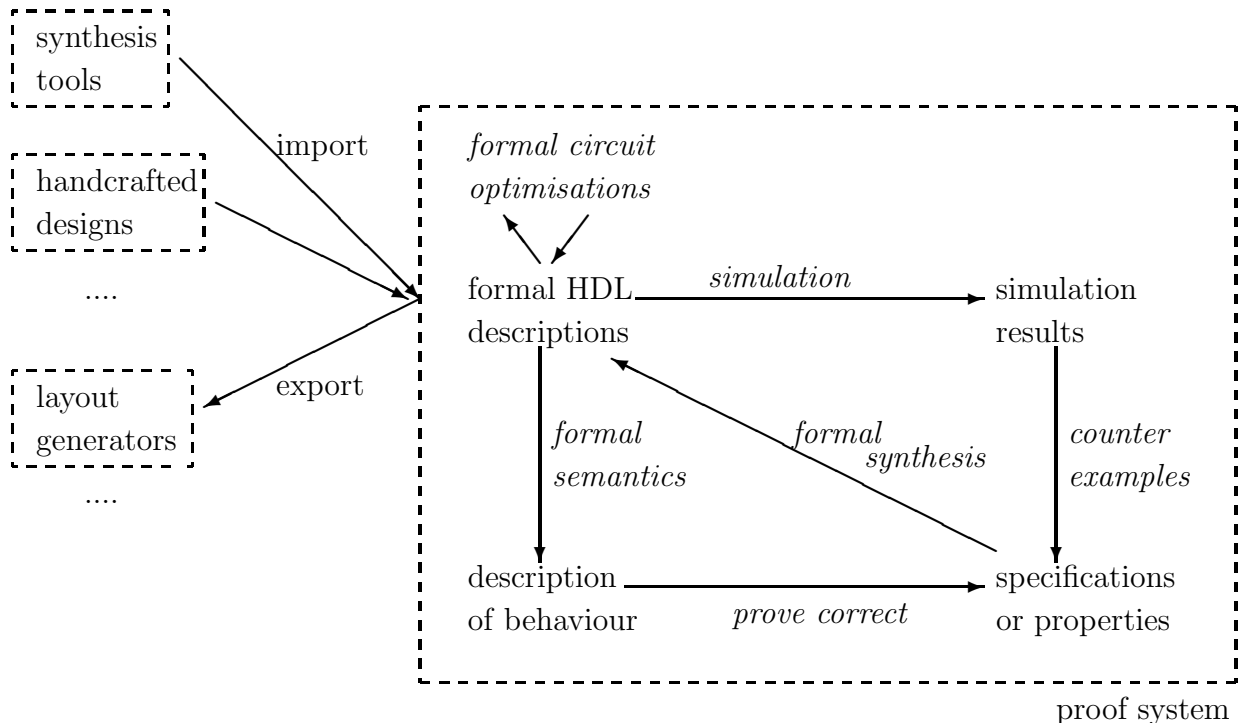 synthesis
tools
import
handcrafted
designs
....
layout
generators
....
export
formal circuit
optimisations
formal HDL
descriptions
simulation
simulation
results
formal
semantics
formal
synthesis
counter
examples
description
of behaviour
prove correct
specifications
or properties
proof system